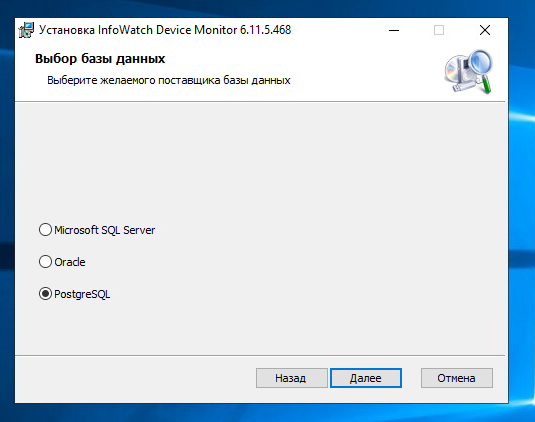 Установка InfoWatch Device Monitor 6.11.5.468
Выбор базы данных
Выберите желаемого поставщика базы данных
Microsoft SQL Server
Oracle
PostgreSQL
Назад Далее Отмена